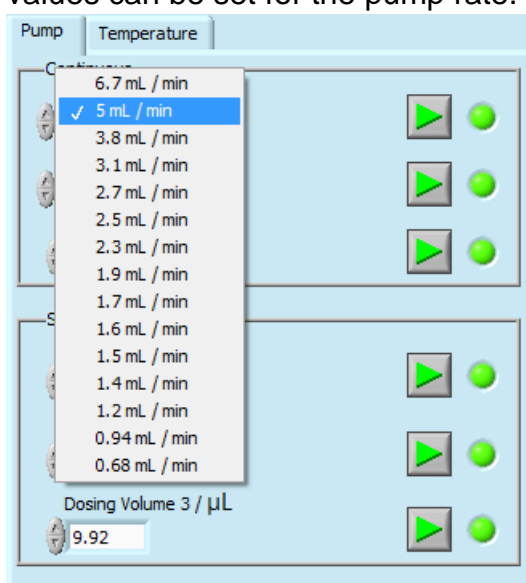 values can be set for the pump rate.
Pump Temperature
6.7 mL / min
✓ 5 mL / min
3.8 mL / min
3.1 mL / min
2.7 mL / min
2.5 mL / min
2.3 mL / min
1.9 mL / min
1.7 mL / min
1.6 mL / min
1.5 mL / min
1.4 mL / min
1.2 mL / min
0.94 mL / min
0.68 mL / min
Dosing Volume 3 / μL
9.92